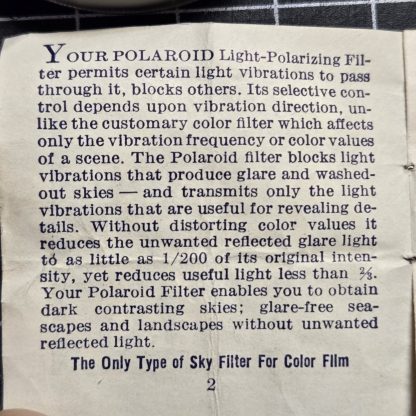 YOUR POLAROID Light-Polarizing Fil-
ter permits certain light vibrations to pass
through it, blocks others. Its selective con-
trol depends upon vibration direction, un-
like the customary color filter which affects
only the vibration frequency or color values
of a scene. The Polaroid filter blocks light
vibrations that produce glare and washed-
out skies — and transmits only the light
vibrations that are useful for revealing de-
tails. Without distorting color values it
reduces the unwanted reflected glare light
to as little as 1/200 of its original inten-
sity, yet reduces useful light less than ⅔.
Your Polaroid Filter enables you to obtain
dark contrasting skies; glare-free sea-
scapes and landscapes without unwanted
reflected light.
The Only Type of Sky Filter For Color Film
2